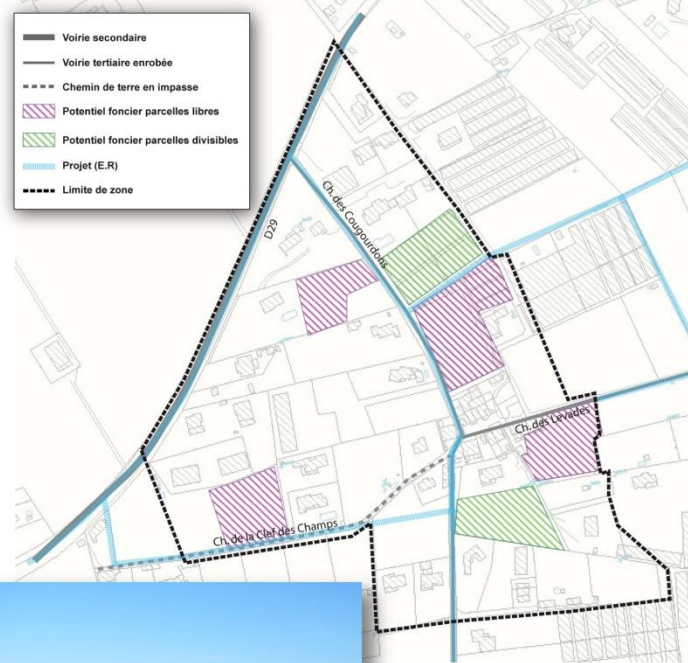 Voirie secondaire
Voirie tertiaire enrobée
Chemin de terre en impasse
Potentiel foncier parcelles libres
Potentiel foncier parcelles divisibles
Projet (E.R)
Limite de zone
D29
Ch. des Cougourdons
Ch. des Levades
Ch. de la Clef des Champs